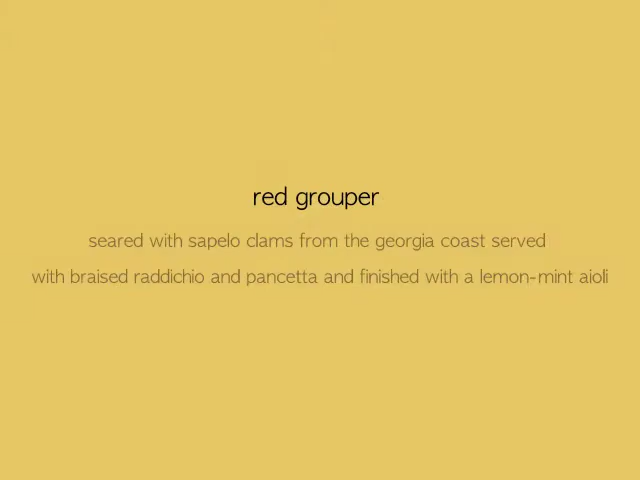 red grouper
seared with sapelo clams from the georgia coast served
with braised raddichio and pancetta and finished with a lemon-mint aioli